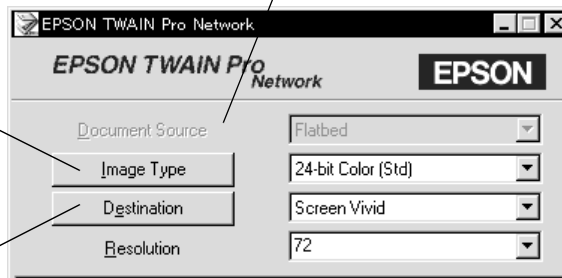 EPSON TWAIN Pro Network
EPSON TWAIN Pro
Network
EPSON
Document Source Flatbed
Image Type 24-bit Color (Std)
Destination Screen Vivid
Resolution 72